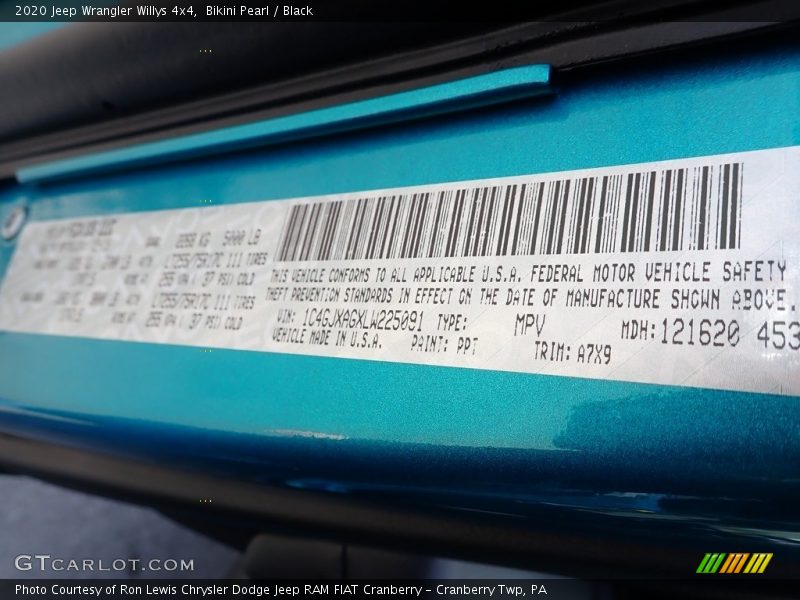 2020 Jeep Wrangler Willys 4x4, Bikini Pearl / Black
KG 5000 LB
LT255/75R17C 111 TIRES
255 KPA ( 37 PSI) COLD
LT255/75R17C 111 TIRES
255 KPA ( 37 PSI) COLD
THIS VEHICLE CONFORMS TO ALL APPLICABLE U.S.A. FEDERAL MOTOR VEHICLE SAFETY
THEFT PREVENTION STANDARDS IN EFFECT ON THE DATE OF MANUFACTURE SHOWN ABOVE.
VIN: 1C4GJXAGXLW225091 TYPE: MPV MDH: 121620 453
VEHICLE MADE IN U.S.A. PAINT: PPT TRIM: A7X9
GTCARLOT.COM
Photo Courtesy of Ron Lewis Chrysler Dodge Jeep RAM FIAT Cranberry – Cranberry Twp, PA